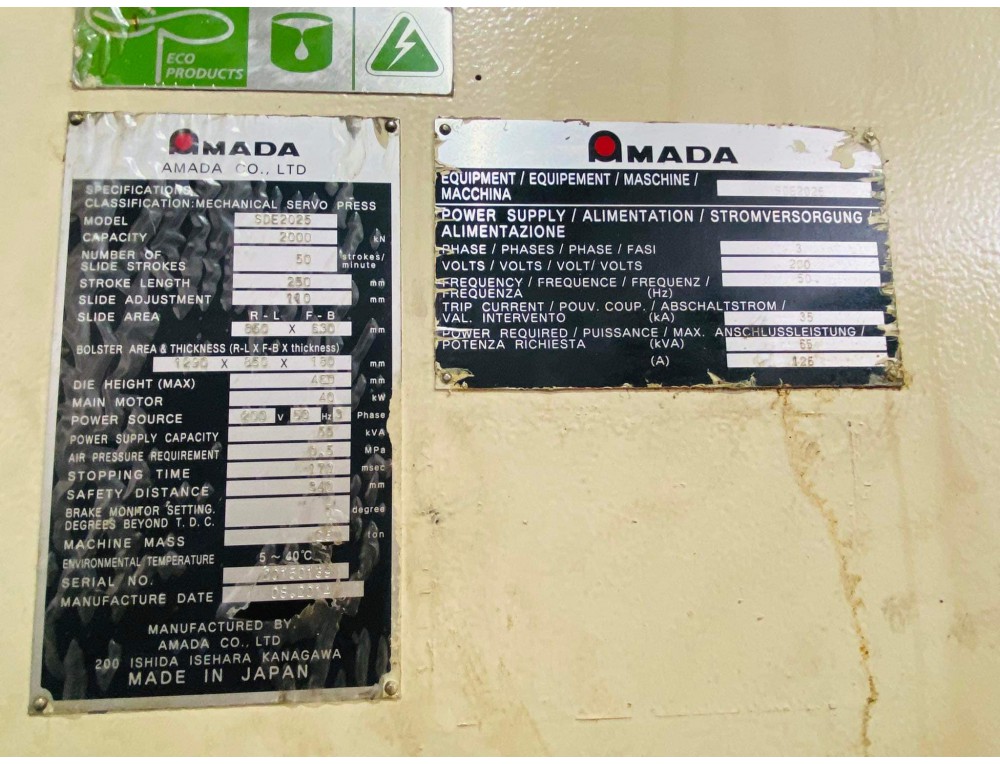 ECO
PRODUCTS
AMADA
AMADA CO., LTD
SPECIFICATIONS
CLASSIFICATION:MECHANICAL SERVO PRESS
MODEL SDE2025
CAPACITY 2000 kN
NUMBER OF
SLIDE STROKES 50 strokes/minute
STROKE LENGTH 250 mm
SLIDE ADJUSTMENT 110 mm
SLIDE AREA R-L F-B
X mm
BOLSTER AREA & THICKNESS (R-L X F-B X thickness)
X X mm
DIE HEIGHT (MAX) mm
MAIN MOTOR 40 kW
POWER SOURCE V Hz Phase
POWER SUPPLY CAPACITY kVA
AIR PRESSURE REQUIREMENT MPa
STOPPING TIME msec
SAFETY DISTANCE mm
BRAKE MONITOR SETTING.
DEGREES BEYOND T. D. C. degree
MACHINE MASS ton
ENVIRONMENTAL TEMPERATURE 5 ~ 40℃
SERIAL NO.
MANUFACTURE DATE
MANUFACTURED BY
AMADA CO., LTD
200 ISHIDA ISEHARA KANAGAWA
MADE IN JAPAN
AMADA
EQUIPMENT / EQUIPEMENT / MASCHINE /
MACCHINA SDE2025
POWER SUPPLY / ALIMENTATION / STROMVERSORGUNG /
ALIMENTAZIONE
PHASE / PHASES / PHASE / FASI 3
VOLTS / VOLTS / VOLT/ VOLTS 200
FREQUENCY / FREQUENCE / FREQUENZ / 50
FREQUENZA (Hz)
TRIP CURRENT / POUV. COUP. / ABSCHALTSTROM /
VAL. INTERVENTO (kA) 35
POWER REQUIRED / PUISSANCE / MAX. ANSCHLUSSLEISTUNG /
POTENZA RICHIESTA (kVA)
(A) 126